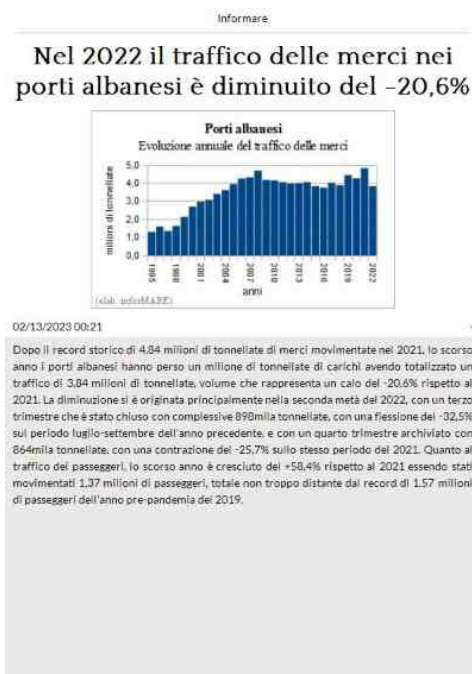 Informare
Nel 2022 il traffico delle merci nei
porti albanesi è diminuito del -20,6%
Porti albanesi
Evoluzione annuale del traffico delle merci
milioni di tonnellate
5,0
4,0
3,0
2,0
1,0
0,0
1995
1998
2001
2004
2007
2010
2013
2016
2019
2022
anni
(elab. inforMARE)
02/13/2023 00:21
Dopo il record storico di 4,84 milioni di tonnellate di merci movimentate nel 2021, lo scorso
anno i porti albanesi hanno perso un milione di tonnellate di carichi avendo totalizzato un
traffico di 3,84 milioni di tonnellate, volume che rappresenta un calo del -20,6% rispetto al
2021. La diminuzione si è originata principalmente nella seconda metà del 2022, con un terzo
trimestre che è stato chiuso con complessive 898mila tonnellate, con una flessione del -32,5%
sul periodo luglio-settembre dell'anno precedente, e con un quarto trimestre archiviato con
864mila tonnellate, con una contrazione del -25,7% sullo stesso periodo del 2021. Quanto al
traffico dei passeggeri, lo scorso anno è cresciuto del +58,4% rispetto al 2021 essendo stati
movimentati 1,37 milioni di passeggeri, totale non troppo distante dal record di 1,57 milioni
di passeggeri dell'anno pre-pandemia del 2019.